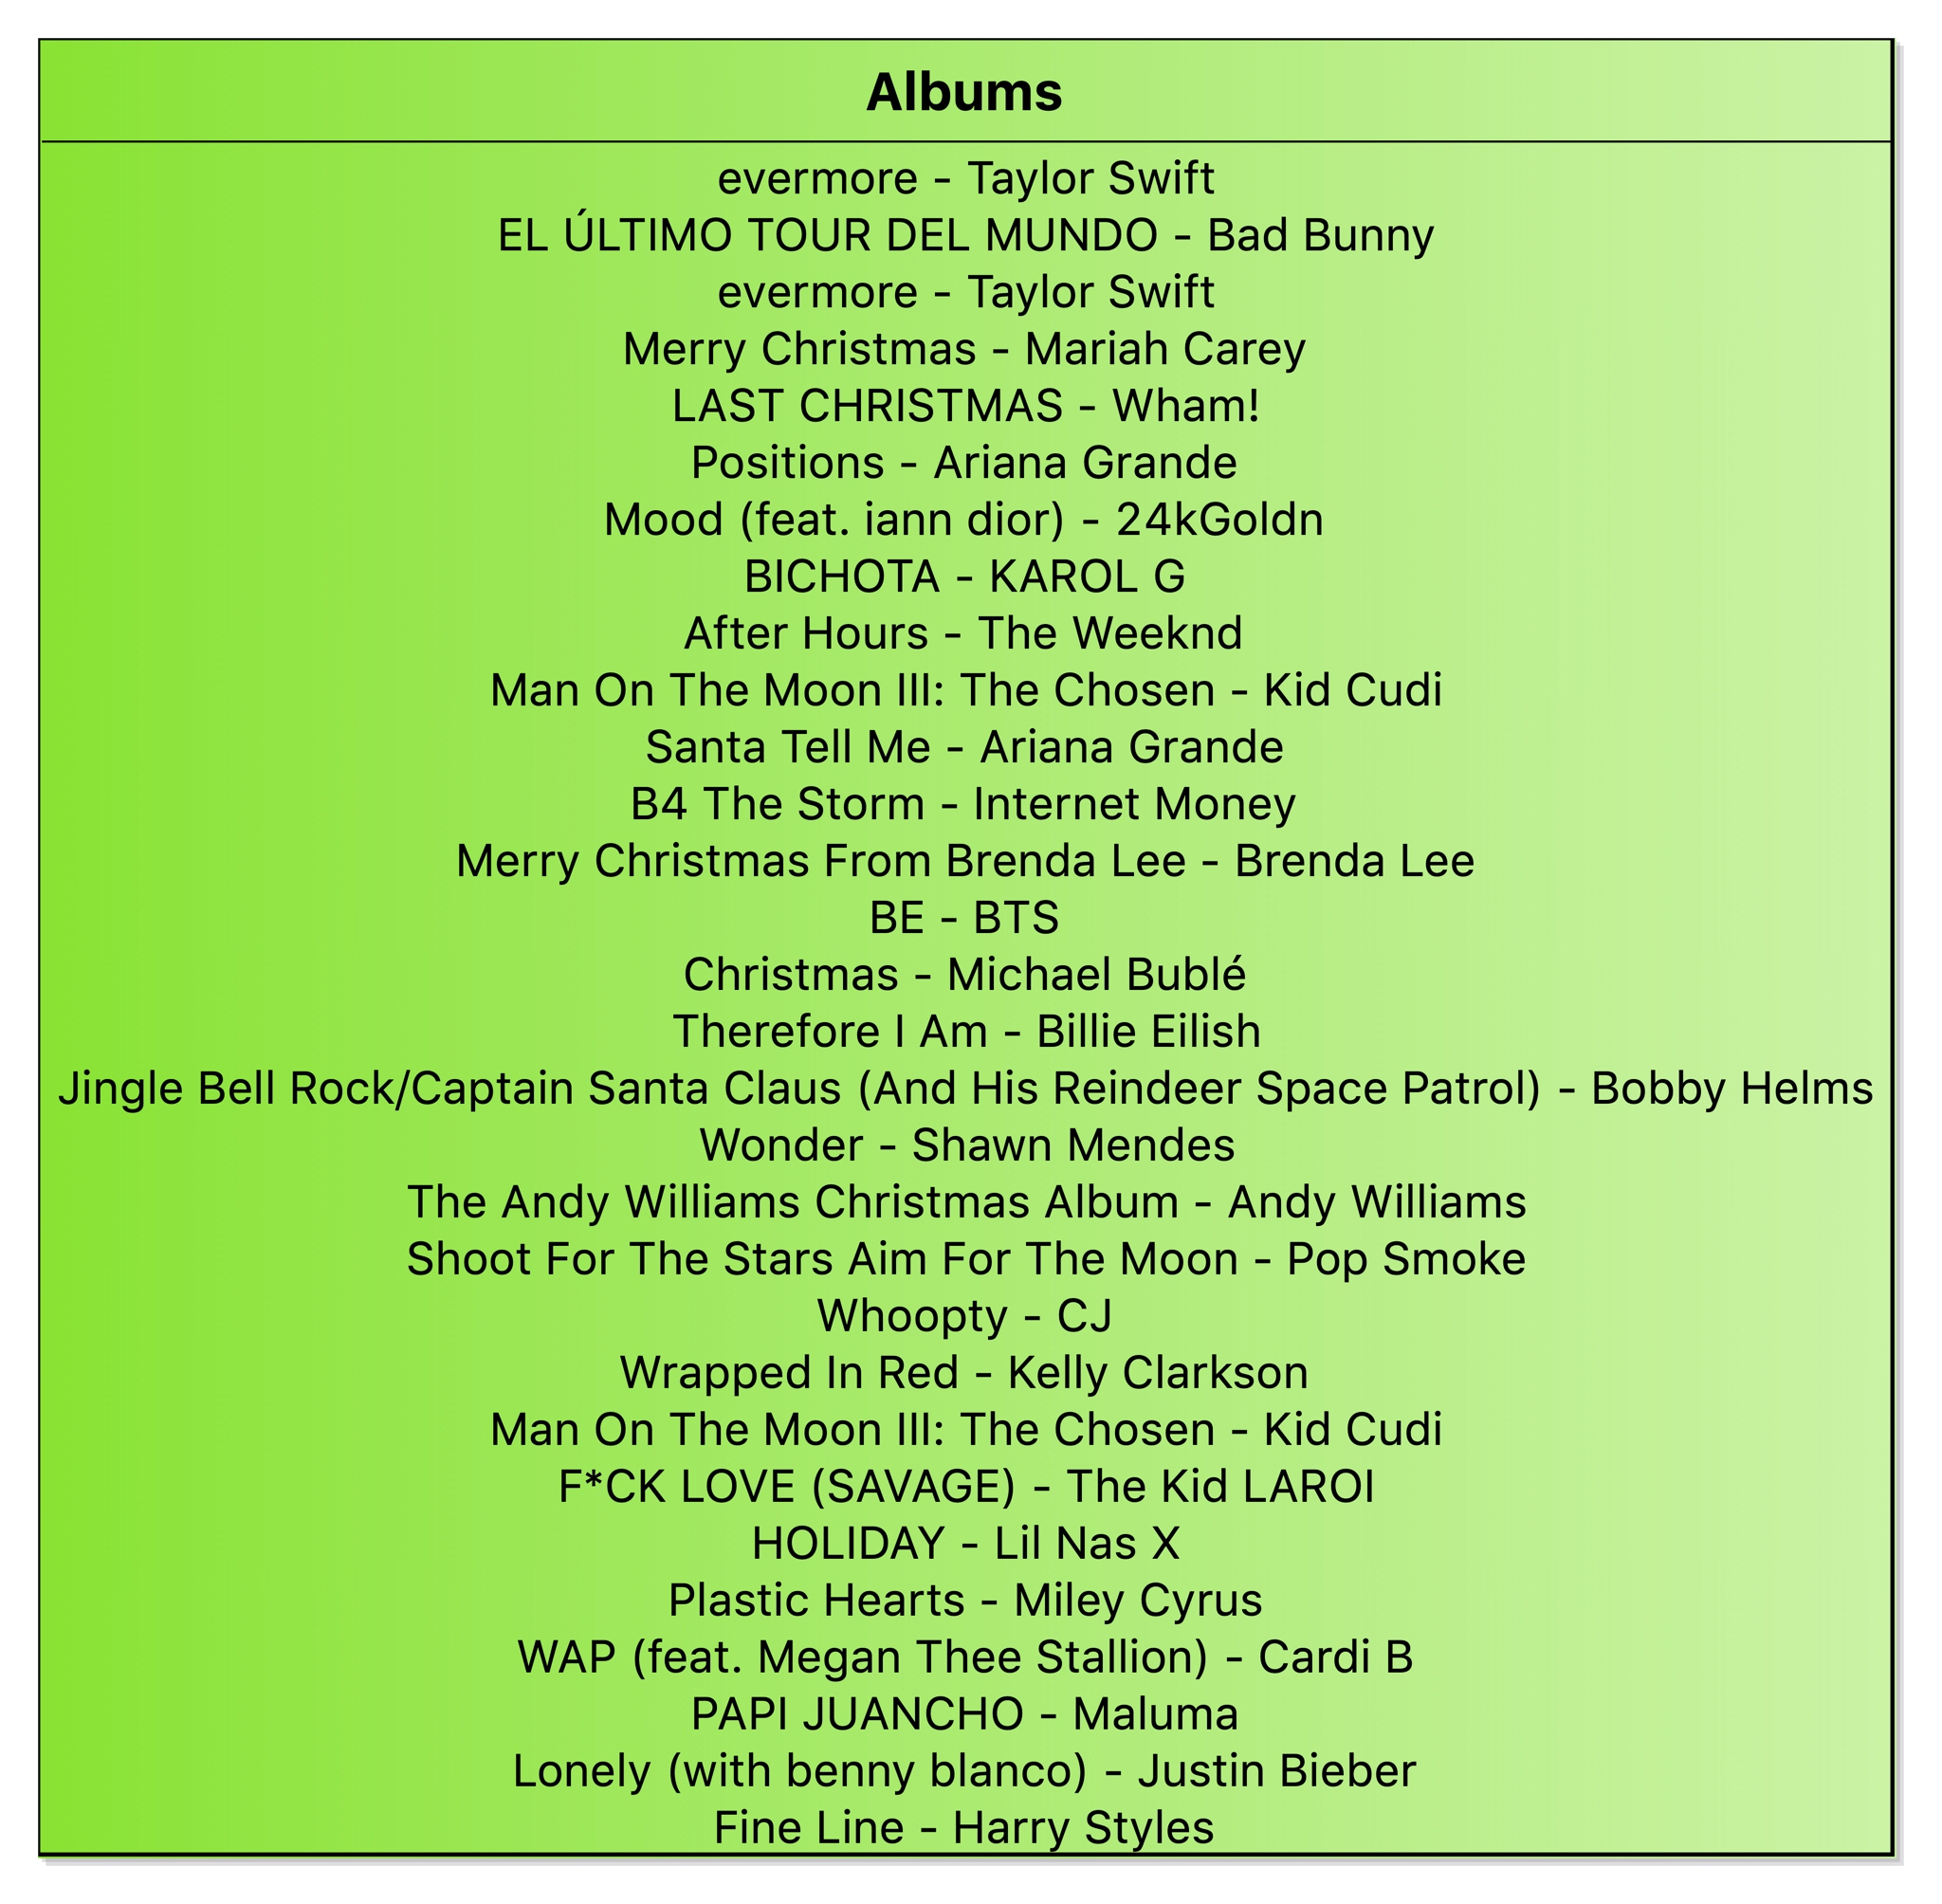 Albums
evermore - Taylor Swift
EL ÚLTIMO TOUR DEL MUNDO - Bad Bunny
evermore - Taylor Swift
Merry Christmas - Mariah Carey
LAST CHRISTMAS - Wham!
Positions - Ariana Grande
Mood (feat. iann dior) - 24kGoldn
BICHOTA - KAROL G
After Hours - The Weeknd
Man On The Moon III: The Chosen - Kid Cudi
Santa Tell Me - Ariana Grande
B4 The Storm - Internet Money
Merry Christmas From Brenda Lee - Brenda Lee
BE - BTS
Christmas - Michael Bublé
Therefore I Am - Billie Eilish
Jingle Bell Rock/Captain Santa Claus (And His Reindeer Space Patrol) - Bobby Helms
Wonder - Shawn Mendes
The Andy Williams Christmas Album - Andy Williams
Shoot For The Stars Aim For The Moon - Pop Smoke
Whoopty - CJ
Wrapped In Red - Kelly Clarkson
Man On The Moon III: The Chosen - Kid Cudi
F*CK LOVE (SAVAGE) - The Kid LAROI
HOLIDAY - Lil Nas X
Plastic Hearts - Miley Cyrus
WAP (feat. Megan Thee Stallion) - Cardi B
PAPI JUANCHO - Maluma
Lonely (with benny blanco) - Justin Bieber
Fine Line - Harry Styles